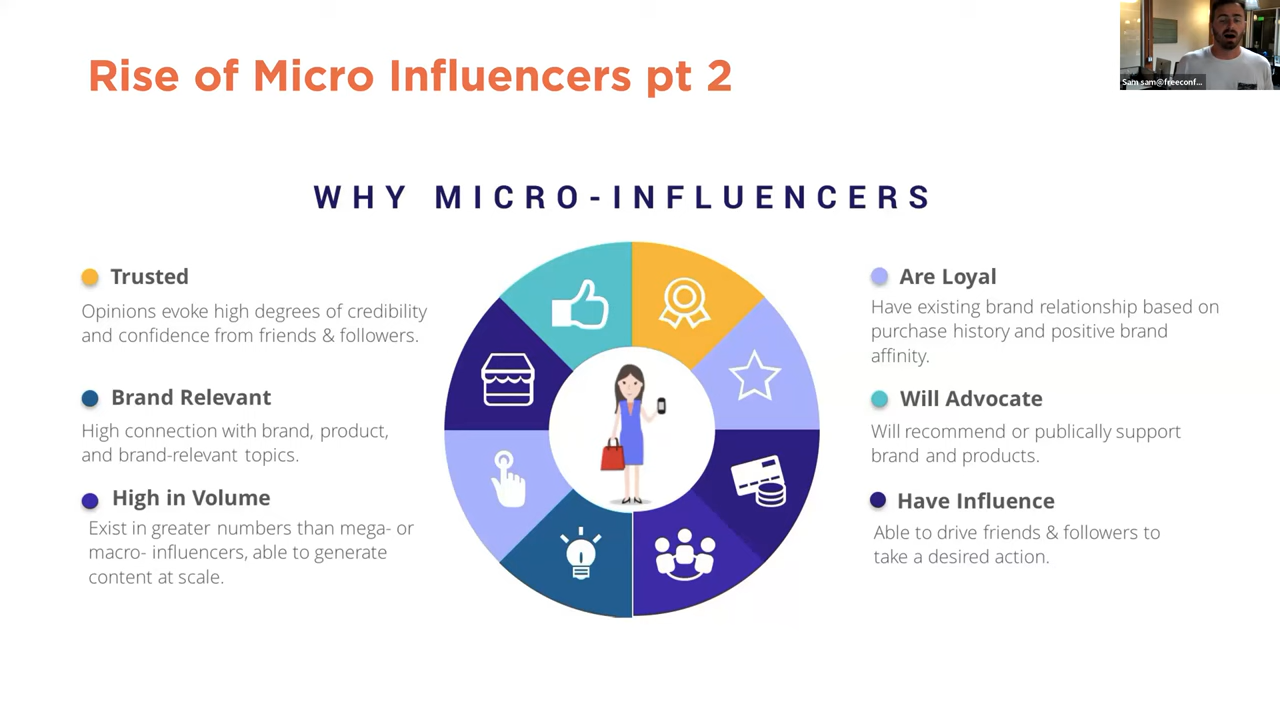 Rise of Micro Influencers pt 2
Sam sam@freeconf...
WHY MICRO-INFLUENCERS
Trusted
Opinions evoke high degrees of credibility
and confidence from friends & followers.
Brand Relevant
High connection with brand, product,
and brand-relevant topics.
High in Volume
Exist in greater numbers than mega- or
macro- influencers, able to generate
content at scale.
Are Loyal
Have existing brand relationship based on
purchase history and positive brand
affinity.
Will Advocate
Will recommend or publically support
brand and products.
Have Influence
Able to drive friends & followers to
take a desired action.